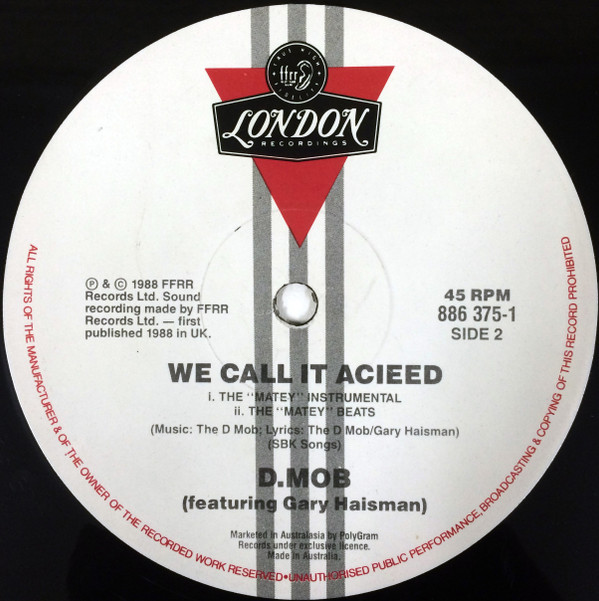 TRUE HIGH FIDELITY
ffrr
LONDON
RECORDINGS
℗ & © 1988 FFRR
Records Ltd. Sound
recording made by FFRR
Records Ltd. — first
published 1988 in UK.
45 RPM
886 375-1
SIDE 2
WE CALL IT ACIEED
i. THE "MATEY" INSTRUMENTAL
ii. THE "MATEY" BEATS
(Music: The D Mob; Lyrics: The D Mob/Gary Haisman)
(SBK Songs)
D.MOB
(featuring Gary Haisman)
Marketed in Australasia by PolyGram
Records under exclusive licence.
Made in Australia.
ALL RIGHTS OF THE MANUFACTURER & OF THE OWNER OF THE RECORDED WORK RESERVED•UNAUTHORISED PUBLIC PERFORMANCE, BROADCASTING & COPYING OF THIS RECORD PROHIBITED